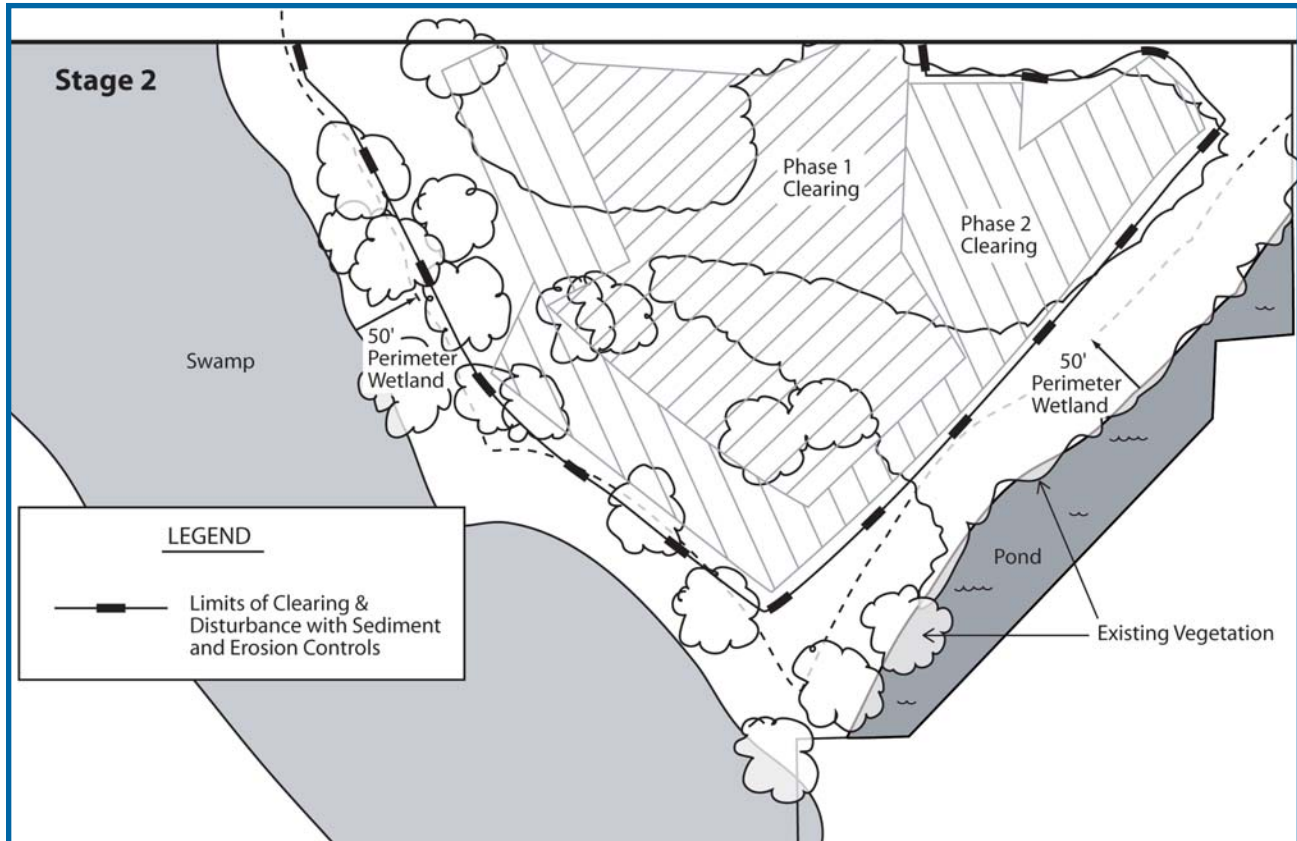 Stage 2
Phase 1
Clearing
Phase 2
Clearing
50'
Perimeter
Wetland
Swamp
50'
Perimeter
Wetland
LEGEND
Limits of Clearing &
Disturbance with Sediment
and Erosion Controls
Pond
Existing Vegetation